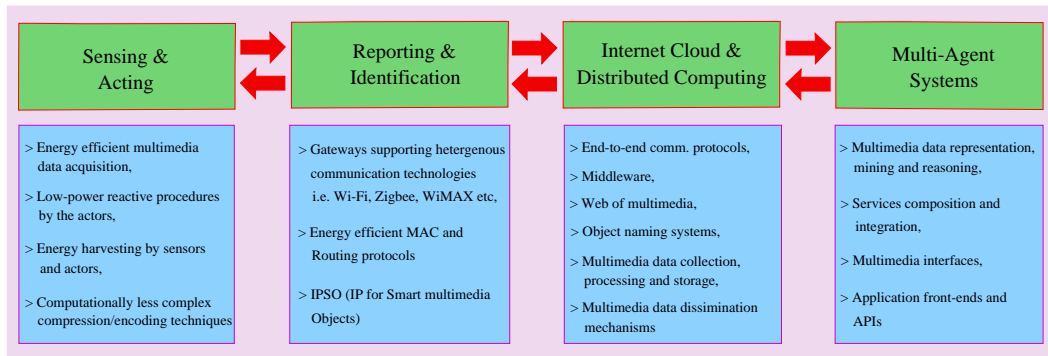 Sensing &
Acting
Reporting &
Identification
Internet Cloud &
Distributed Computing
Multi-Agent
Systems
> Energy efficient multimedia
data acquisition,
> Low-power reactive procedures
by the actors,
> Energy harvesting by sensors
and actors,
> Computationally less complex
compression/encoding techniques
> Gateways supporting hetergenous
communication technologies
i.e. Wi-Fi, Zigbee, WiMAX etc,
> Energy efficient MAC and
Routing protocols
> IPSO (IP for Smart multimedia
Objects)
> End-to-end comm. protocols,
> Middleware,
> Web of multimedia,
> Object naming systems,
> Multimedia data collection,
processing and storage,
> Multimedia data dissimination
mechanisms
> Multimedia data representation,
mining and reasoning,
> Services composition and
integration,
> Multimedia interfaces,
> Application front-ends and
APIs